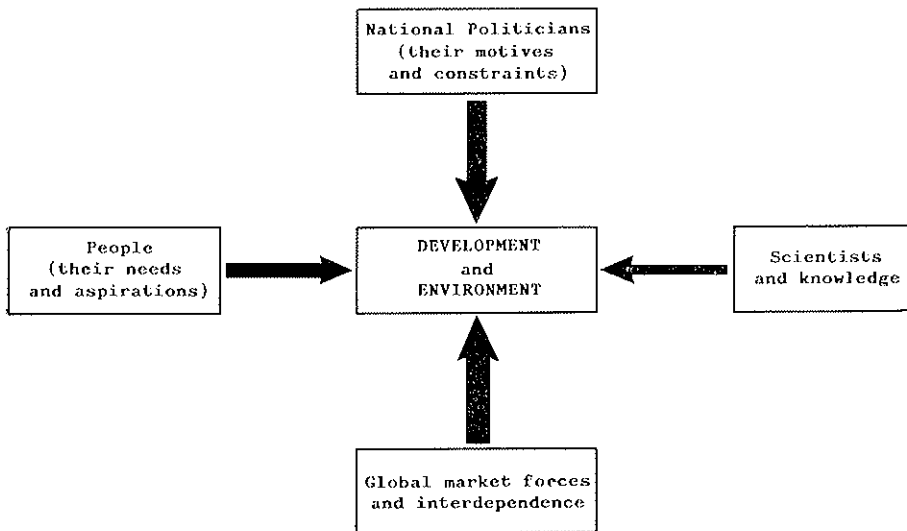 National Politicians
(their motives
and constraints)
People
(their needs
and aspirations)
DEVELOPMENT
and
ENVIRONMENT
Scientists
and knowledge
Global market forces
and interdependence